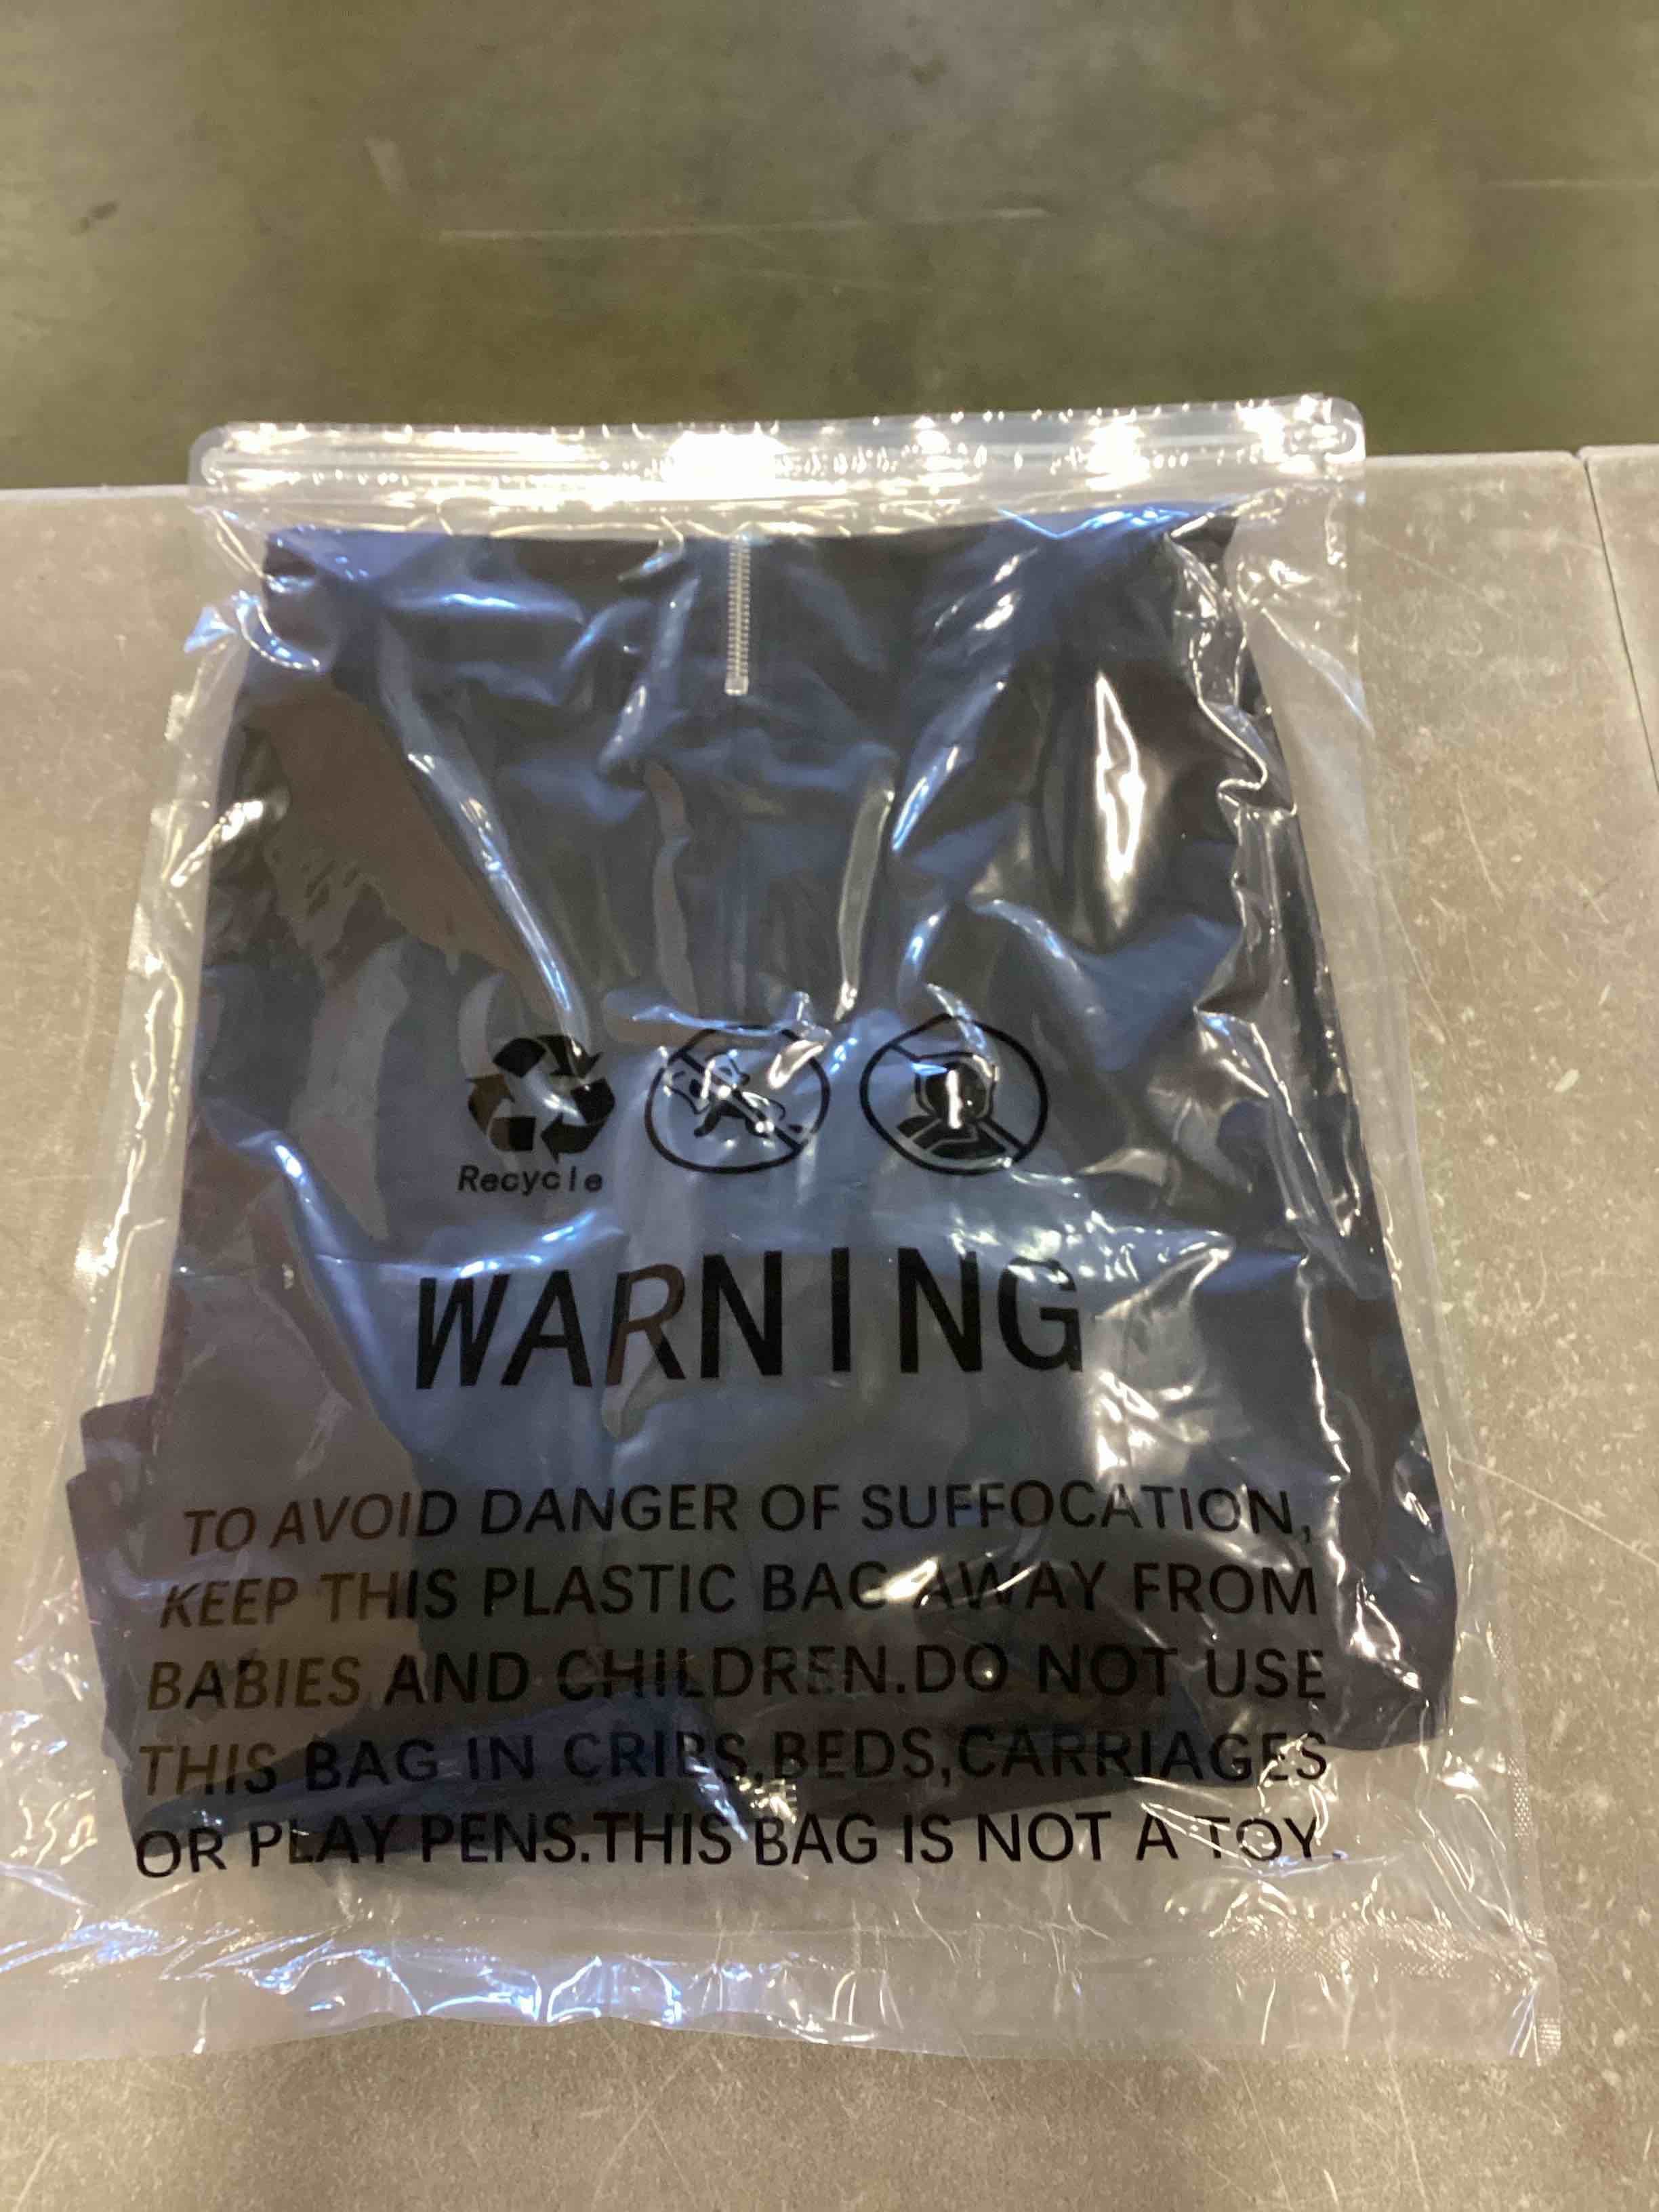 Recycle
WARNING
TO AVOID DANGER OF SUFFOCATION,
KEEP THIS PLASTIC BAG AWAY FROM
BABIES AND CHILDREN.DO NOT USE
THIS BAG IN CRIBS,BEDS,CARRIAGES
OR PLAY PENS.THIS BAG IS NOT A TOY.